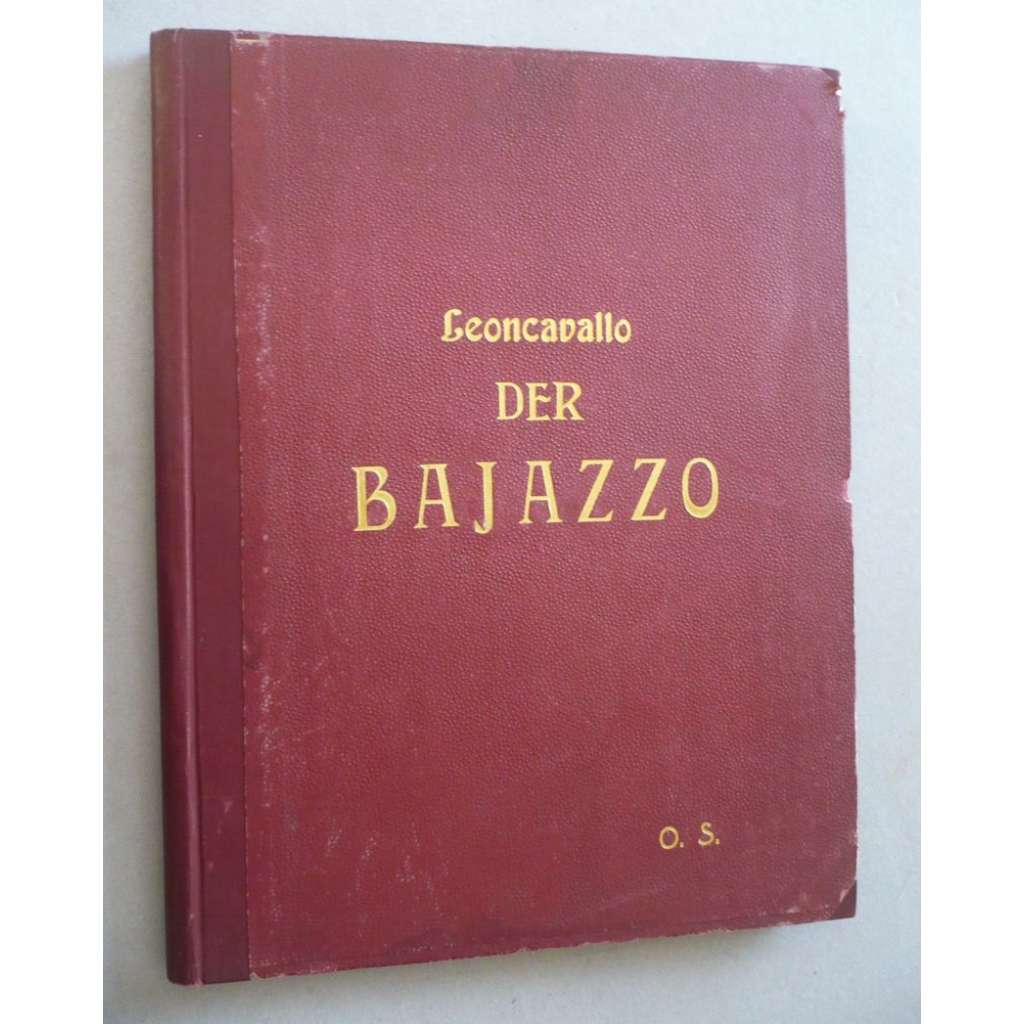 Leoncavallo
DER
BAJAZZO
O. S.